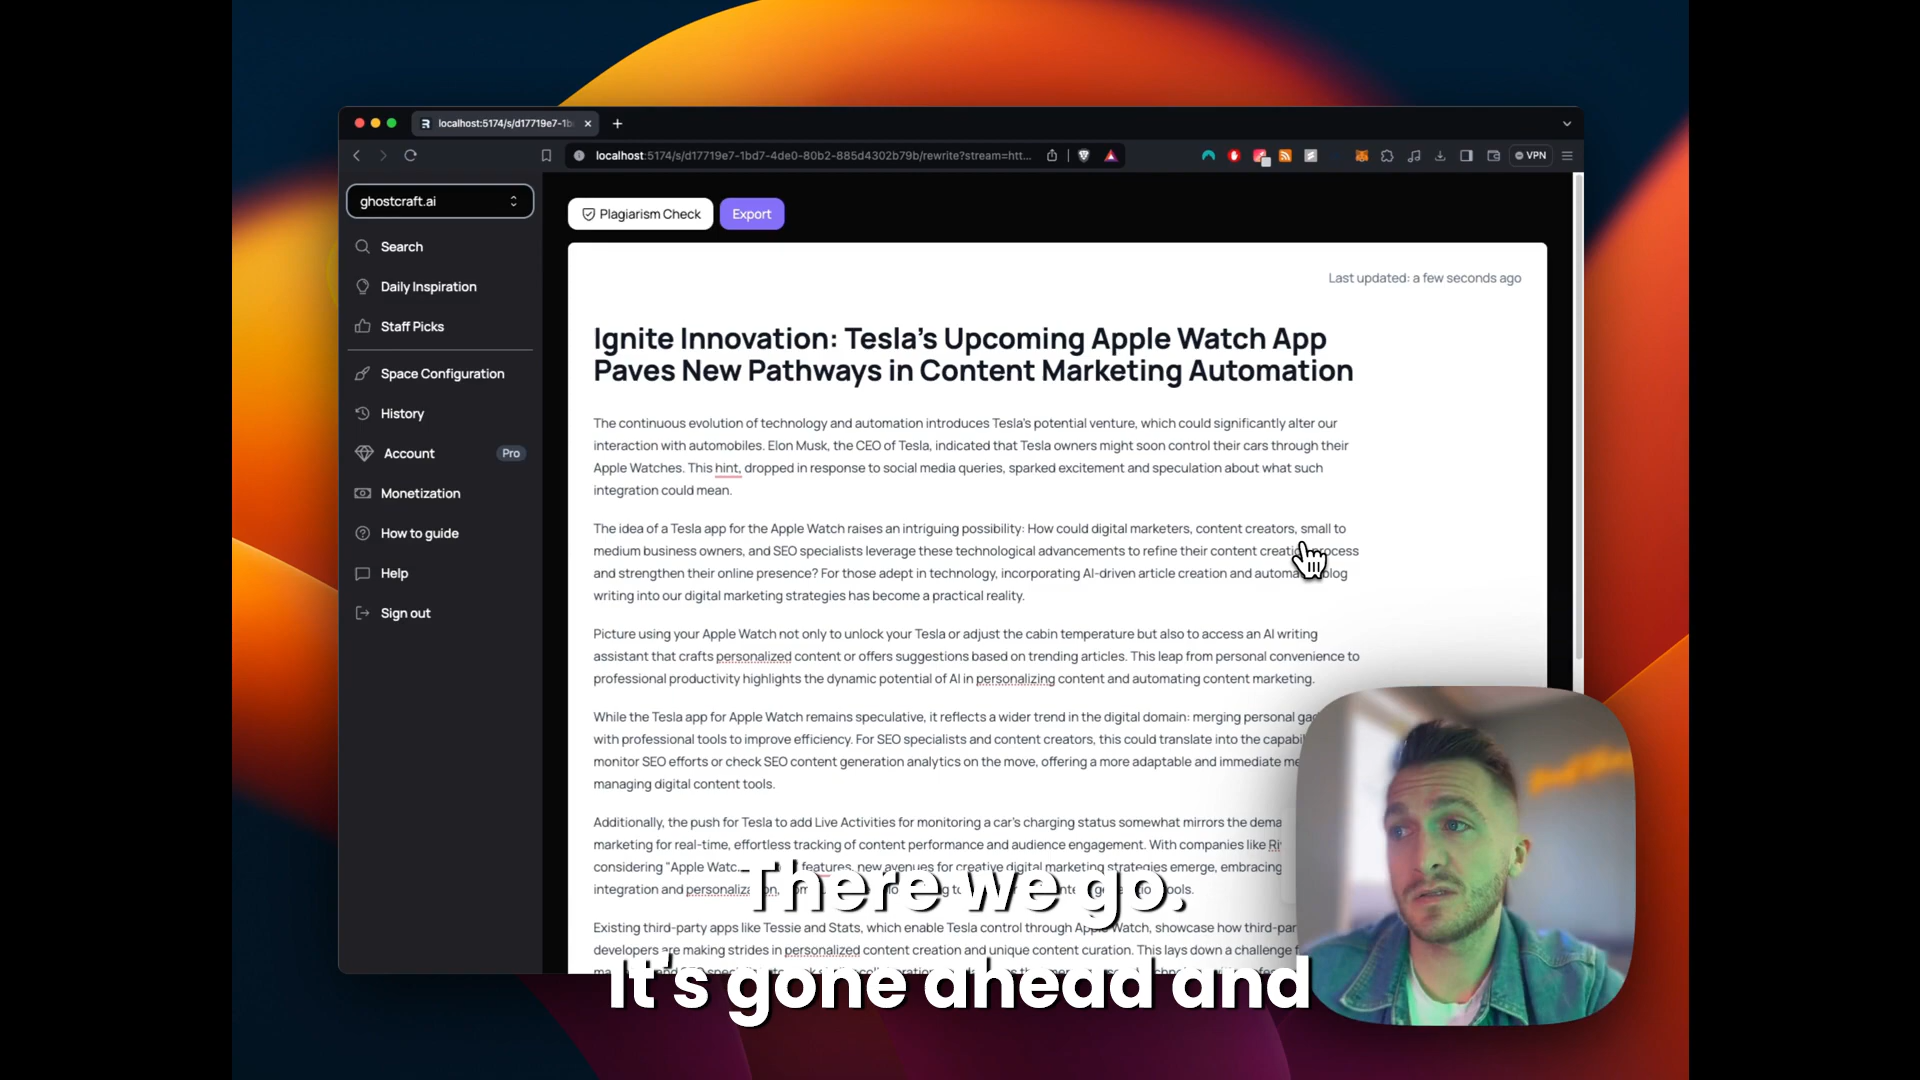 localhost:5174/s/d17719e7-1b
localhost:5174/s/d17719e7-1bd7-4de0-80b2-885d4302b79b/rewrite?stream=htt...
VPN
ghostcraft.ai
Search
Daily Inspiration
Staff Picks
Space Configuration
History
Account Pro
Monetization
How to guide
Help
Sign out
Plagiarism Check
Export
Last updated: a few seconds ago
Ignite Innovation: Tesla's Upcoming Apple Watch App
Paves New Pathways in Content Marketing Automation
The continuous evolution of technology and automation introduces Tesla's potential venture, which could significantly alter our
interaction with automobiles. Elon Musk, the CEO of Tesla, indicated that Tesla owners might soon control their cars through their
Apple Watches. This hint, dropped in response to social media queries, sparked excitement and speculation about what such
integration could mean.
The idea of a Tesla app for the Apple Watch raises an intriguing possibility: How could digital marketers, content creators, small to
medium business owners, and SEO specialists leverage these technological advancements to refine their content creation process
and strengthen their online presence? For those adept in technology, incorporating AI-driven article creation and automated blog
writing into our digital marketing strategies has become a practical reality.
Picture using your Apple Watch not only to unlock your Tesla or adjust the cabin temperature but also to access an AI writing
assistant that crafts personalized content or offers suggestions based on trending articles. This leap from personal convenience to
professional productivity highlights the dynamic potential of AI in personalizing content and automating content marketing.
While the Tesla app for Apple Watch remains speculative, it reflects a wider trend in the digital domain: merging personal
with professional tools to improve efficiency. For SEO specialists and content creators, this could translate into the
monitor SEO efforts or check SEO content generation analytics on the move, offering a more adaptable and immediate
managing digital content tools.
Additionally, the push for Tesla to add Live Activities for monitoring a car's charging status somewhat mirrors the
marketing for real-time, effortless tracking of content performance and audience engagement. With companies like
considering "Apple features, new avenues for creative digital marketing strategies emerge, embracing
integration and tools.
Existing third-party apps like Tessie and Stats, which enable Tesla control through Apple Watch, showcase how
developers are making strides in personalized content creation and unique content curation. This lays down a challenge
There we go.
It's gone ahead and